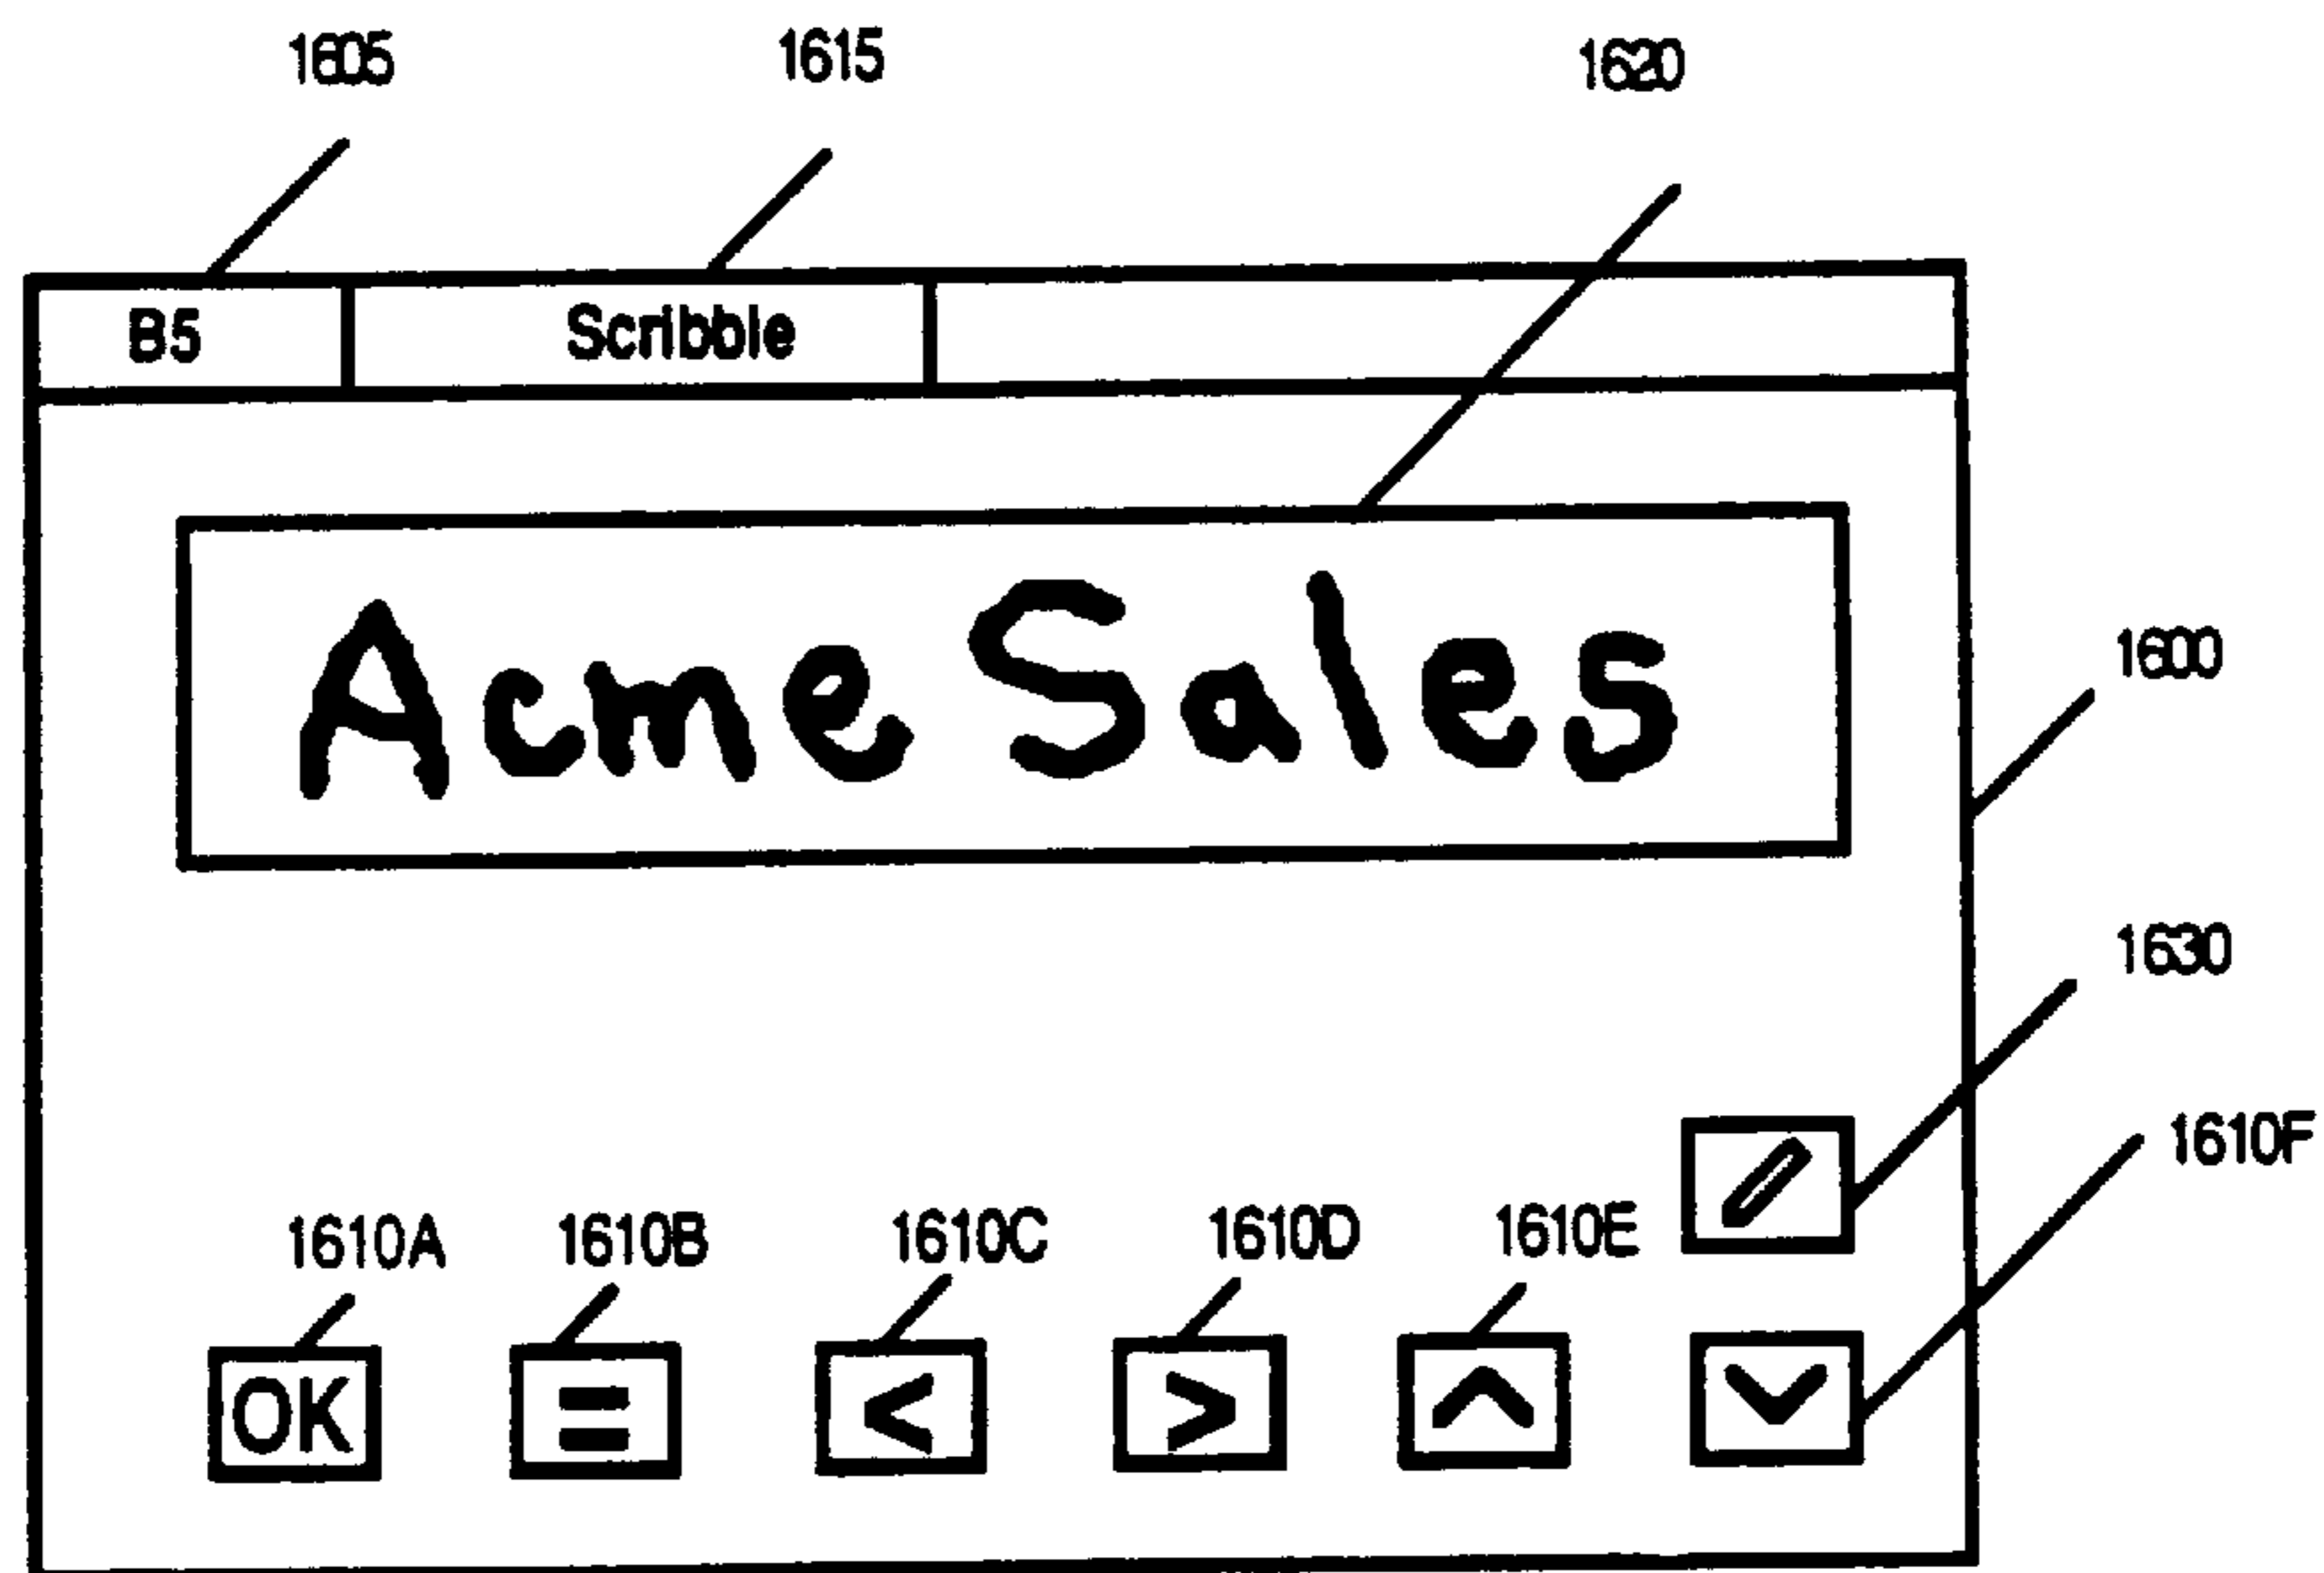 1605 1615 1620
B5 Scribble
Acme Sales
1600
1630
1610F
1610A 1610B 1610C 1610D 1610E
OK = < > ^ ⌄